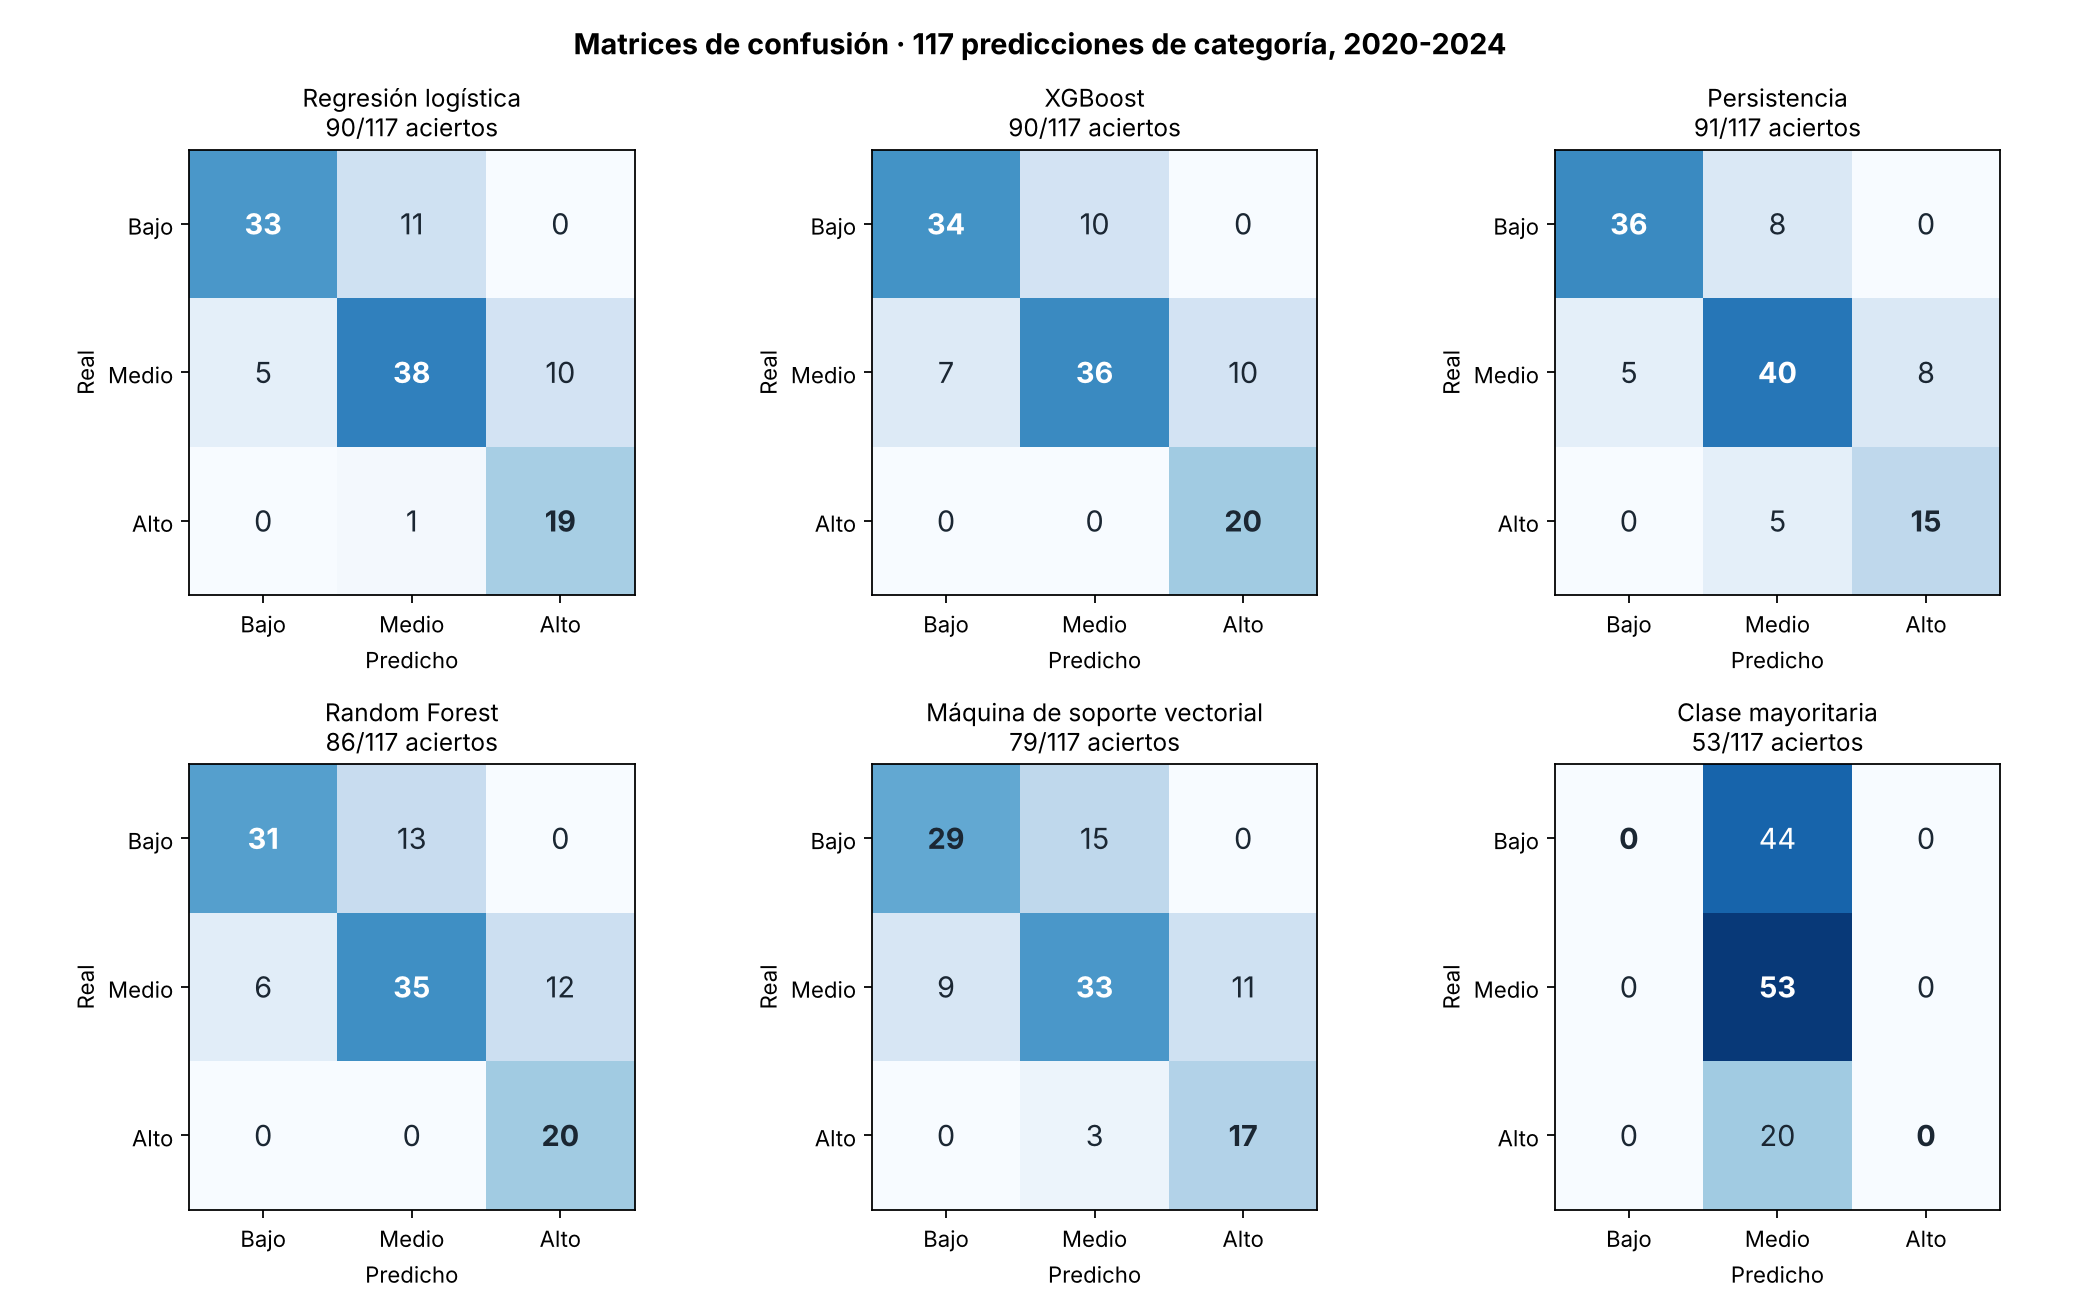 Matrices de confusión · 117 predicciones de categoría, 2020-2024
Regresión logística
90/117 aciertos
Real
Bajo 33 11 0
Medio 5 38 10
Alto 0 1 19
Bajo Medio Alto
Predicho
XGBoost
90/117 aciertos
Real
Bajo 34 10 0
Medio 7 36 10
Alto 0 0 20
Bajo Medio Alto
Predicho
Persistencia
91/117 aciertos
Real
Bajo 36 8 0
Medio 5 40 8
Alto 0 5 15
Bajo Medio Alto
Predicho
Random Forest
86/117 aciertos
Real
Bajo 31 13 0
Medio 6 35 12
Alto 0 0 20
Bajo Medio Alto
Predicho
Máquina de soporte vectorial
79/117 aciertos
Real
Bajo 29 15 0
Medio 9 33 11
Alto 0 3 17
Bajo Medio Alto
Predicho
Clase mayoritaria
53/117 aciertos
Real
Bajo 0 44 0
Medio 0 53 0
Alto 0 20 0
Bajo Medio Alto
Predicho